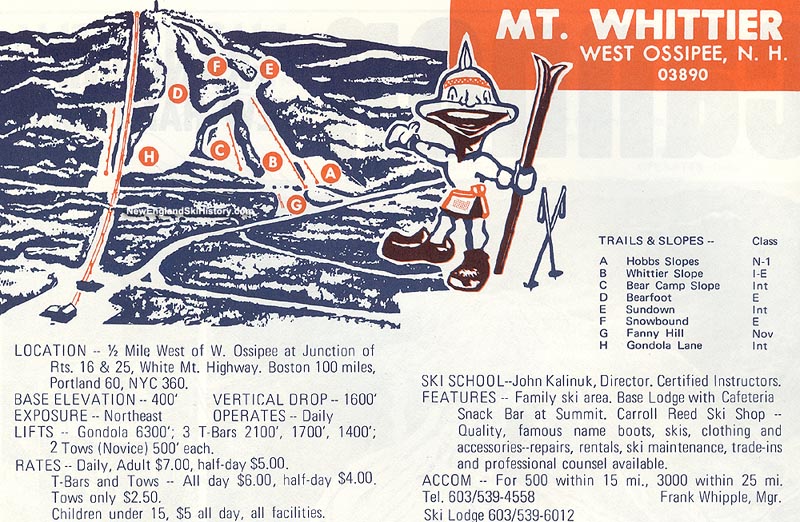 MT. WHITTIER
WEST OSSIPEE, N. H.
03890
F
E
D
H
C
B
A
G
NewEnglandSkiHistory.com
TRAILS & SLOPES -- Class
A Hobbs Slopes N-1
B Whittier Slope I-E
C Bear Camp Slope Int
D Bearfoot E
E Sundown Int
F Snowbound E
G Fanny Hill Nov
H Gondola Lane Int
LOCATION -- ½ Mile West of W. Ossipee at Junction of
Rts. 16 & 25, White Mt. Highway. Boston 100 miles,
Portland 60, NYC 360.
BASE ELEVATION -- 400' VERTICAL DROP -- 1600'
EXPOSURE -- Northeast OPERATES -- Daily
LIFTS -- Gondola 6300'; 3 T-Bars 2100', 1700', 1400';
2 Tows (Novice) 500' each.
RATES -- Daily, Adult $7.00, half-day $5.00.
T-Bars and Tows -- All day $6.00, half-day $4.00.
Tows only $2.50.
Children under 15, $5 all day, all facilities.
SKI SCHOOL--John Kalinuk, Director. Certified Instructors.
FEATURES -- Family ski area. Base Lodge with Cafeteria
Snack Bar at Summit. Carroll Reed Ski Shop --
Quality, famous name boots, skis, clothing and
accessories--repairs, rentals, ski maintenance, trade-ins
and professional counsel available.
ACCOM -- For 500 within 15 mi., 3000 within 25 mi.
Tel. 603/539-4558 Frank Whipple, Mgr.
Ski Lodge 603/539-6012